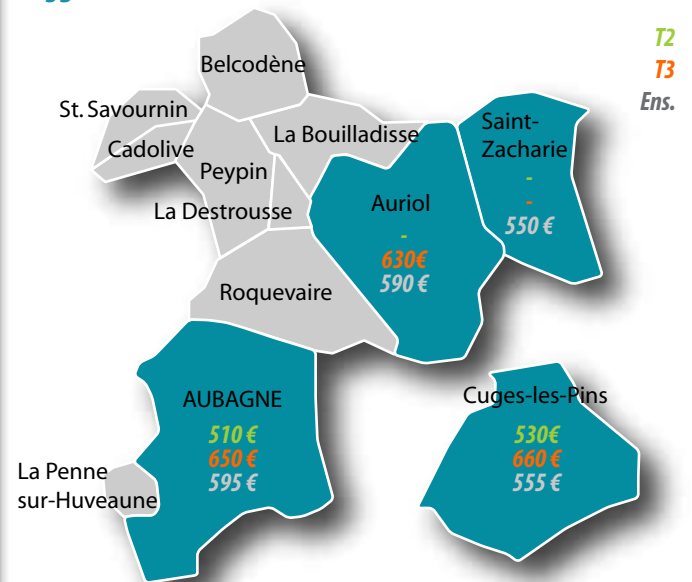 T2
T3
Ens.
Belcodène
St. Savournin
Cadolive
La Bouilladisse
Saint-
Zacharie
-
-
550 €
Peypin
La Destrousse
Auriol
-
630€
590 €
Roquevaire
AUBAGNE
510 €
650 €
595 €
Cuges-les-Pins
530€
660 €
555 €
La Penne
sur-Huveaune